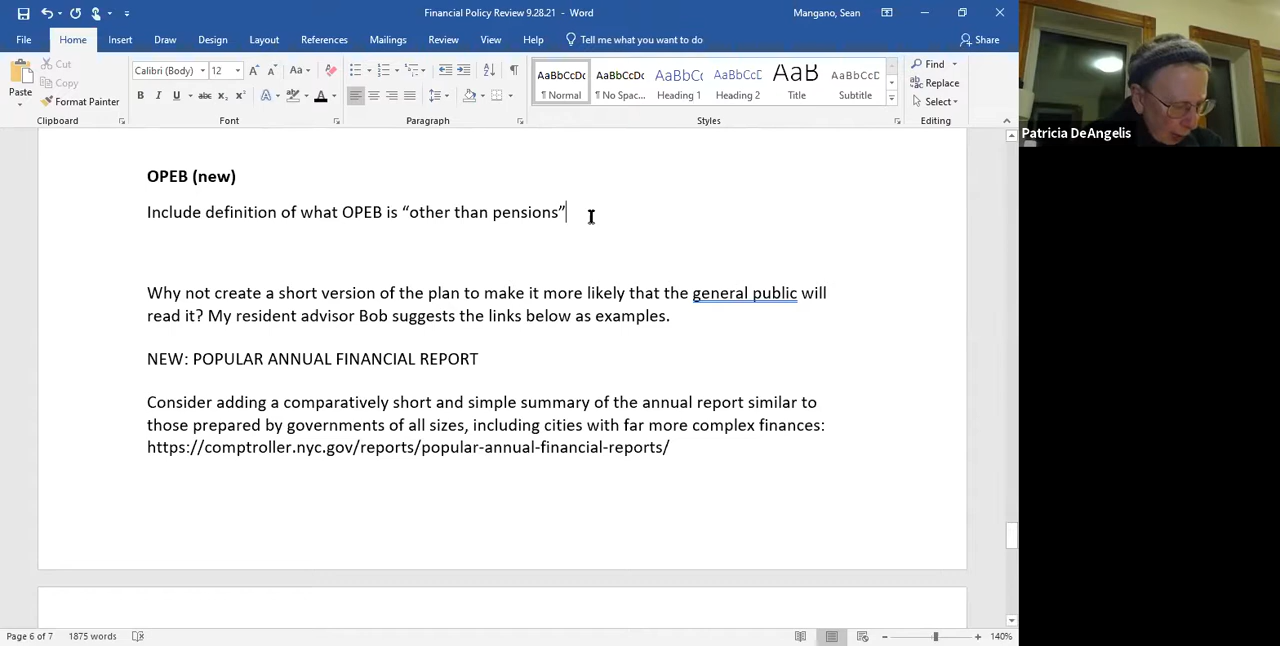 Financial Policy Review 9.28.21 - Word
Mangano, Sean
File Home Insert Draw Design Layout References Mailings Review View Help Tell me what you want to do Share
Paste
Cut
Copy
Format Painter
Clipboard
Calibri (Body) 12
Aa
B I U abc x₂ x²
Font
Paragraph
AaBbCcDc AaBbCcDc AaBbCc AaBbCcC AaB AaBbCcC
¶ Normal ¶ No Spac... Heading 1 Heading 2 Title Subtitle
Styles
Find
Replace
Select
Editing
Patricia DeAngelis
OPEB (new)
Include definition of what OPEB is “other than pensions”
Why not create a short version of the plan to make it more likely that the general public will
read it? My resident advisor Bob suggests the links below as examples.
NEW: POPULAR ANNUAL FINANCIAL REPORT
Consider adding a comparatively short and simple summary of the annual report similar to
those prepared by governments of all sizes, including cities with far more complex finances:
https://comptroller.nyc.gov/reports/popular-annual-financial-reports/
Page 6 of 7 1875 words 140%